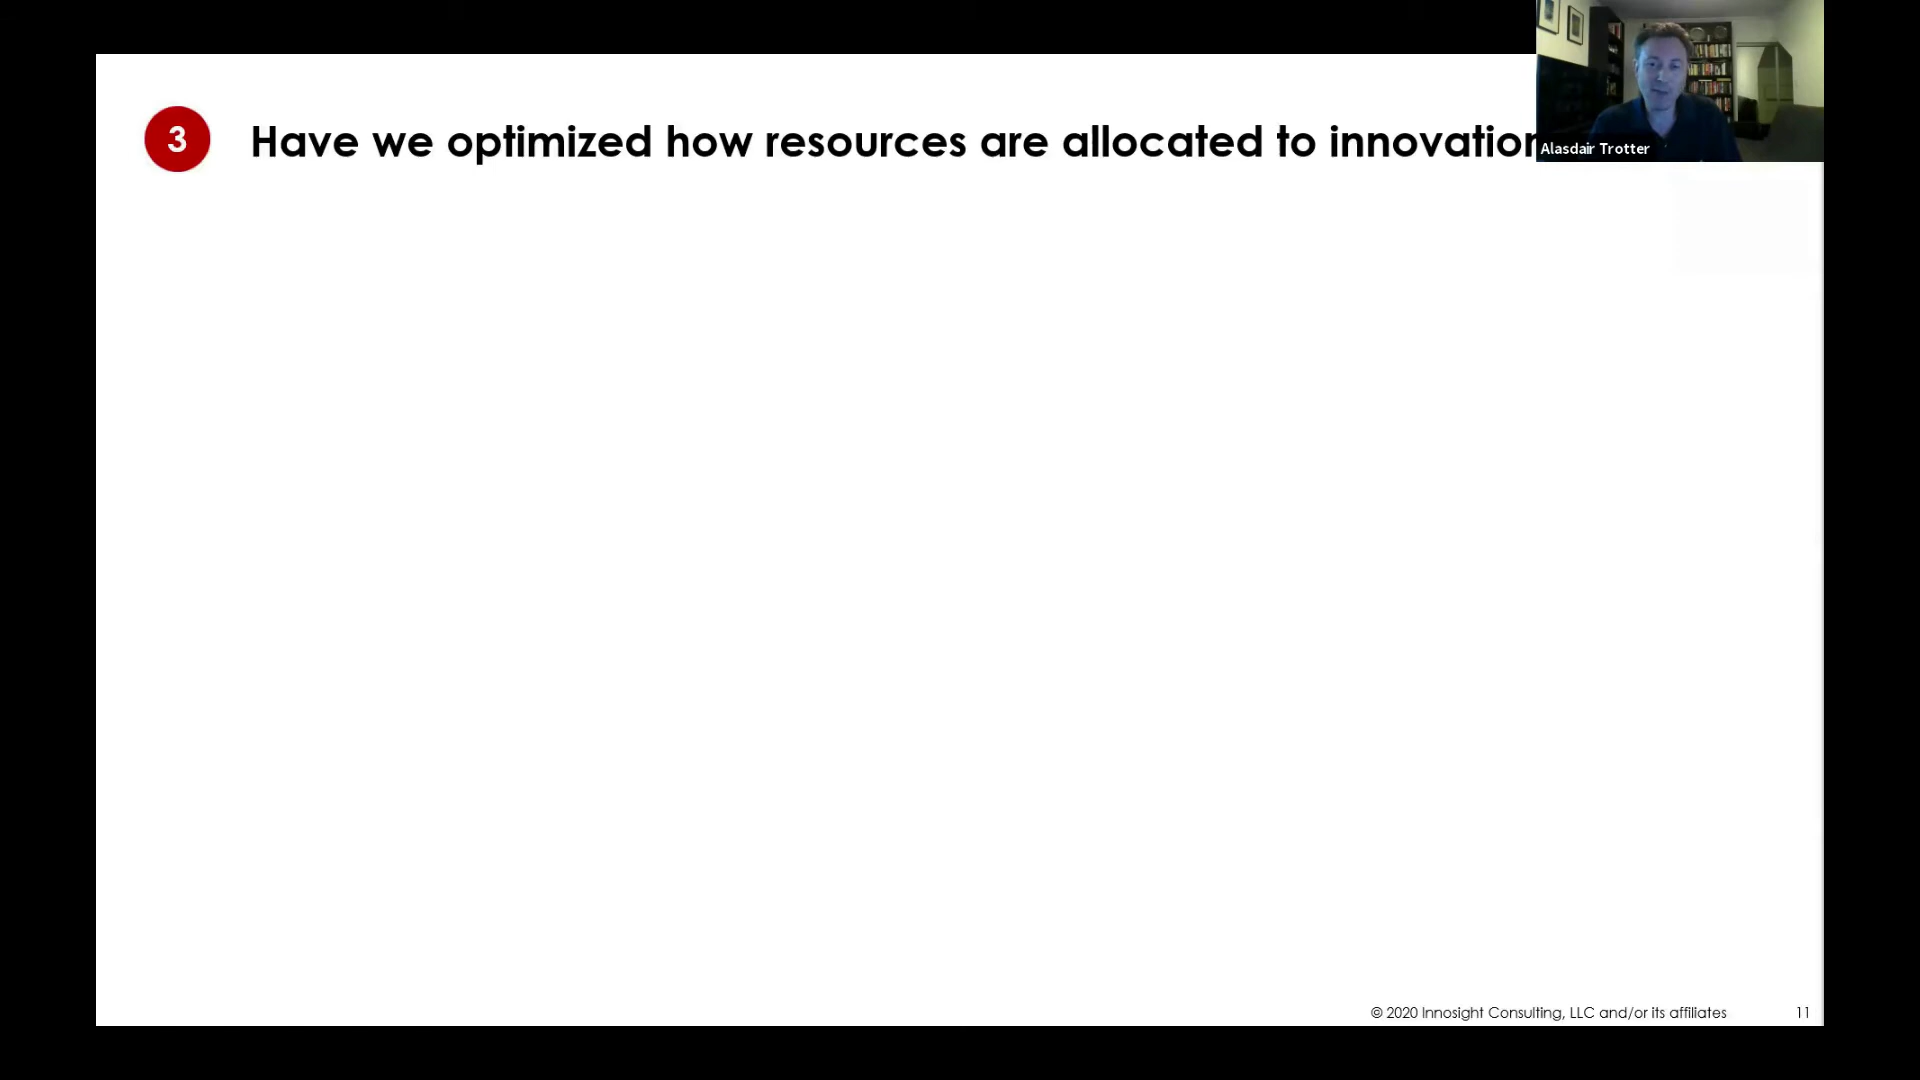 3
Have we optimized how resources are allocated to innovation
Alasdair Trotter
© 2020 Innosight Consulting, LLC and/or its affiliates
11